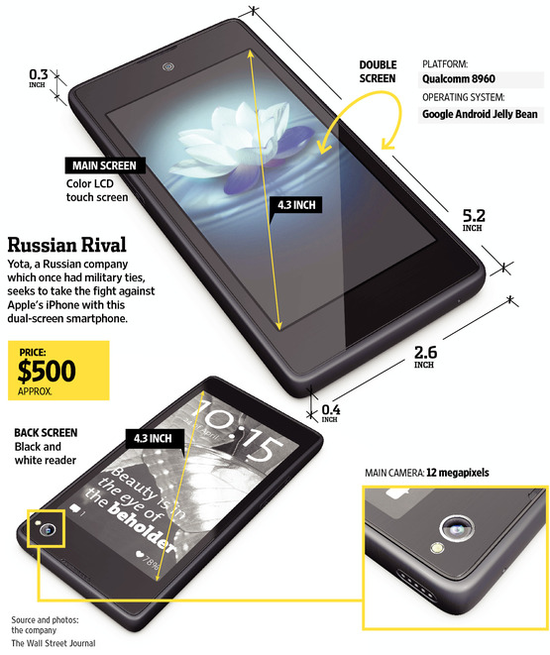 0.3
INCH
DOUBLE
SCREEN
PLATFORM:
Qualcomm 8960
OPERATING SYSTEM:
Google Android Jelly Bean
MAIN SCREEN
Color LCD
touch screen
4.3 INCH
5.2
INCH
Russian Rival
Yota, a Russian company
which once had military ties,
seeks to take the fight against
Apple's iPhone with this
dual-screen smartphone.
2.6
INCH
PRICE:
$500
APPROX.
0.4
INCH
BACK SCREEN
Black and
white reader
4.3 INCH
10:15
April
Beauty is in
the eye of
the beholder
1
78%
MAIN CAMERA: 12 megapixels
Source and photos:
the company
The Wall Street Journal